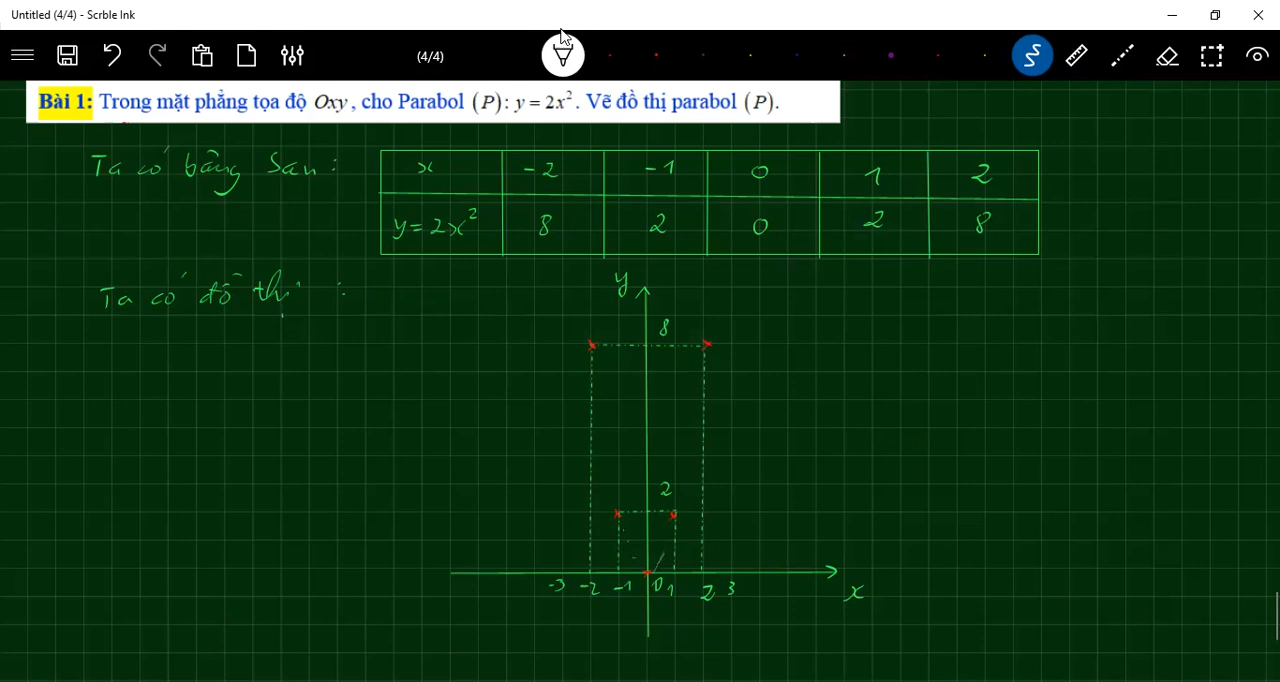 Untitled (4/4) - Scrble Ink
(4/4)
Bài 1: Trong mặt phẳng tọa độ Oxy, cho Parabol (P): y = 2x². Vẽ đồ thị parabol (P).
Ta có bảng sau :
x -2 -1 0 1 2
y = 2x² 8 2 0 2 8
Ta có đồ thị :
y
8
2
-3 -2 -1 0 1 2 3
x